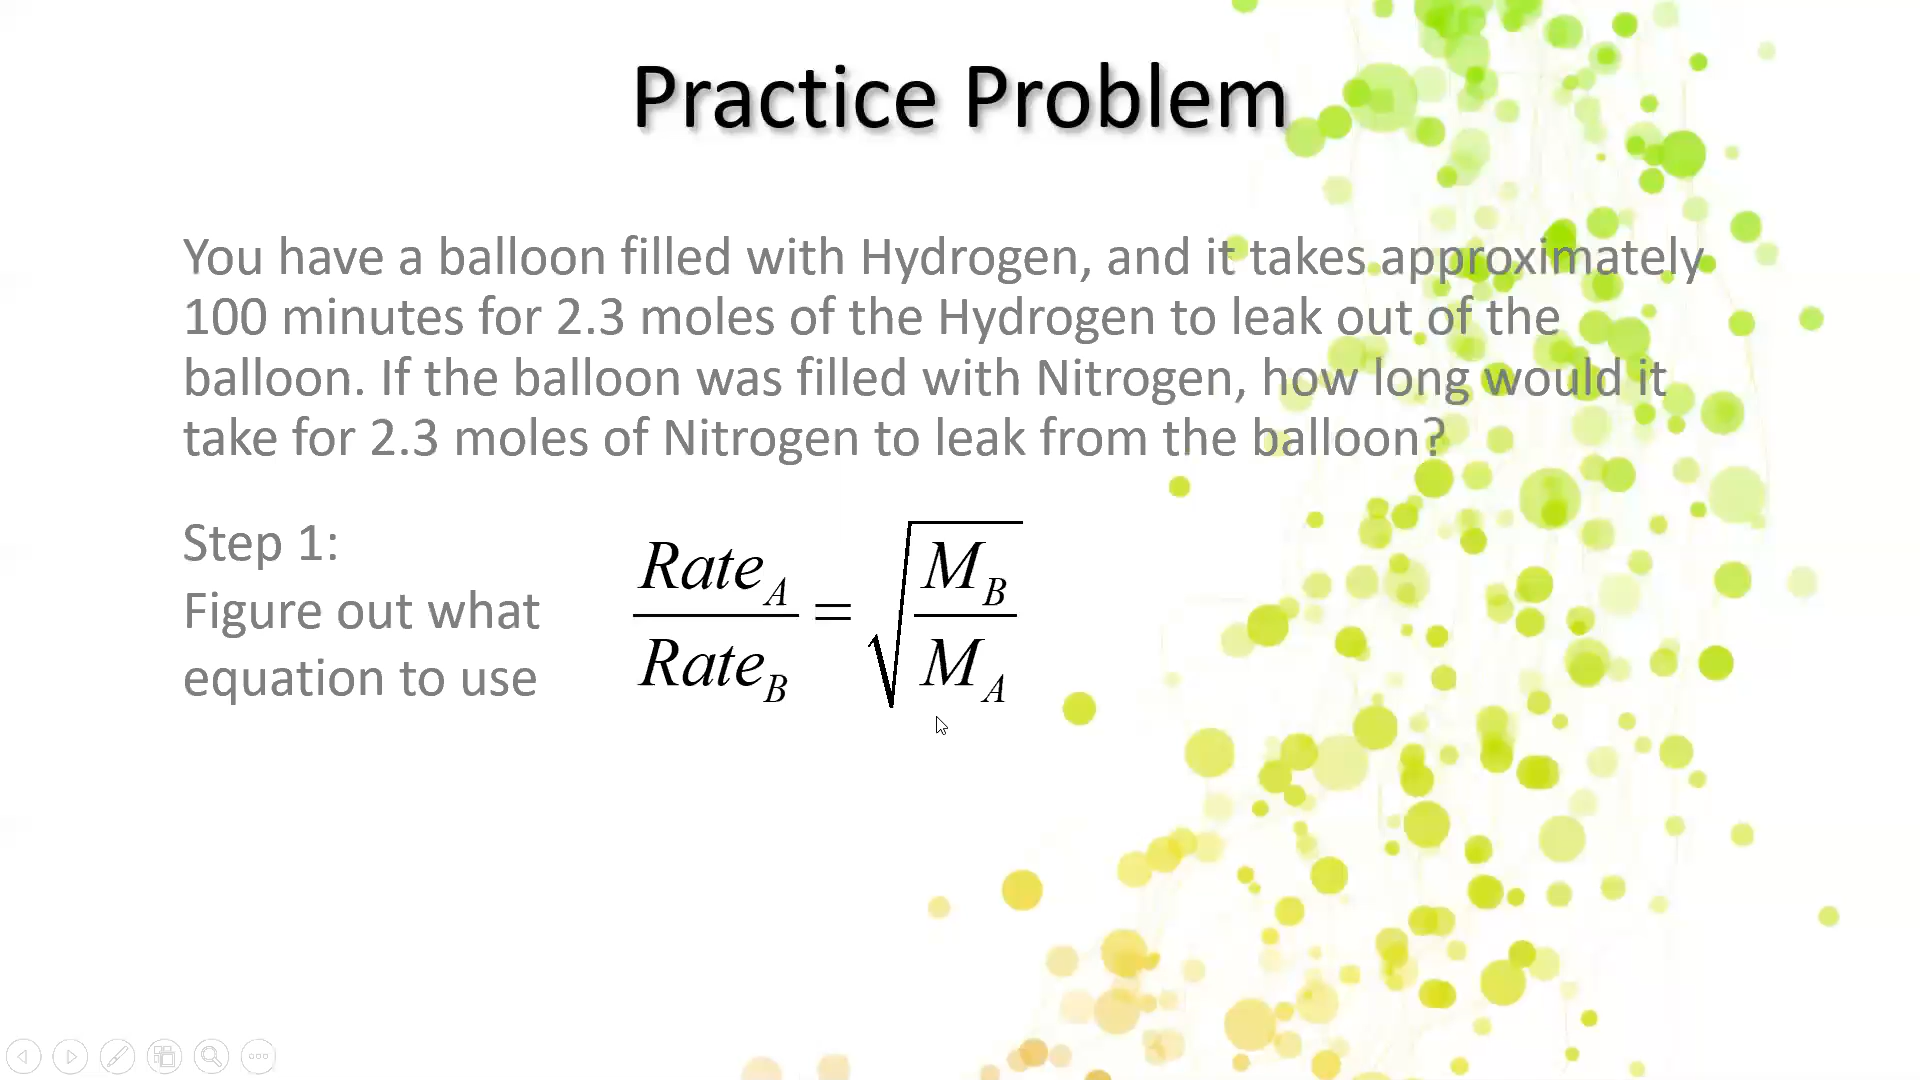 Practice Problem
You have a balloon filled with Hydrogen, and it takes approximately
100 minutes for 2.3 moles of the Hydrogen to leak out of the
balloon. If the balloon was filled with Nitrogen, how long would it
take for 2.3 moles of Nitrogen to leak from the balloon?
Step 1:
Figure out what
equation to use
Rate_A / Rate_B = √(M_B / M_A)